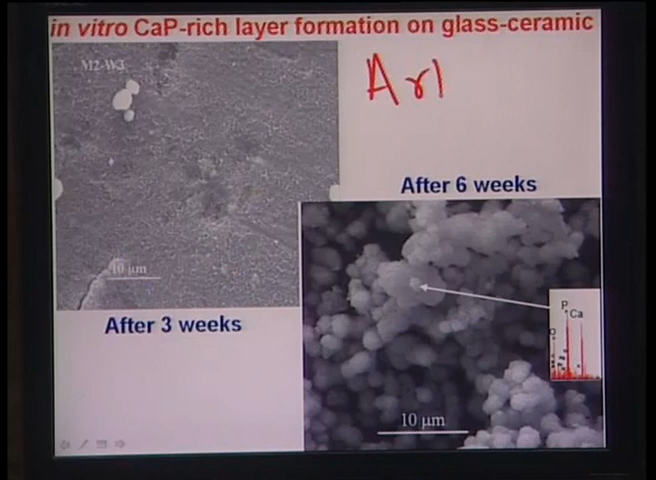 in vitro CaP-rich layer formation on glass-ceramic
M2-W3
After 6 weeks
10 μm
P
Ca
O
After 3 weeks
10 μm